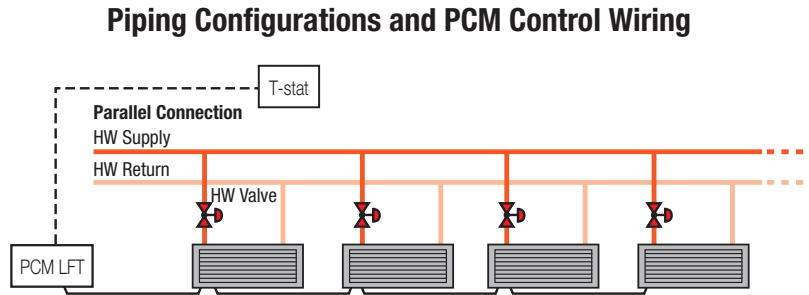 Piping Configurations and PCM Control Wiring
T-stat
Parallel Connection
HW Supply
HW Return
HW Valve
PCM LFT